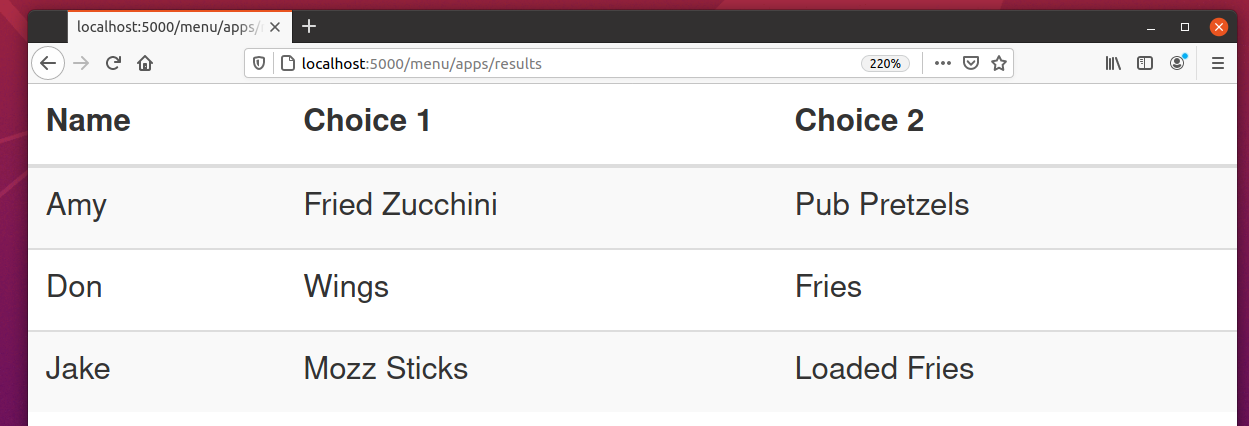 localhost:5000/menu/apps/
localhost:5000/menu/apps/results 220%
Name Choice 1 Choice 2
Amy Fried Zucchini Pub Pretzels
Don Wings Fries
Jake Mozz Sticks Loaded Fries